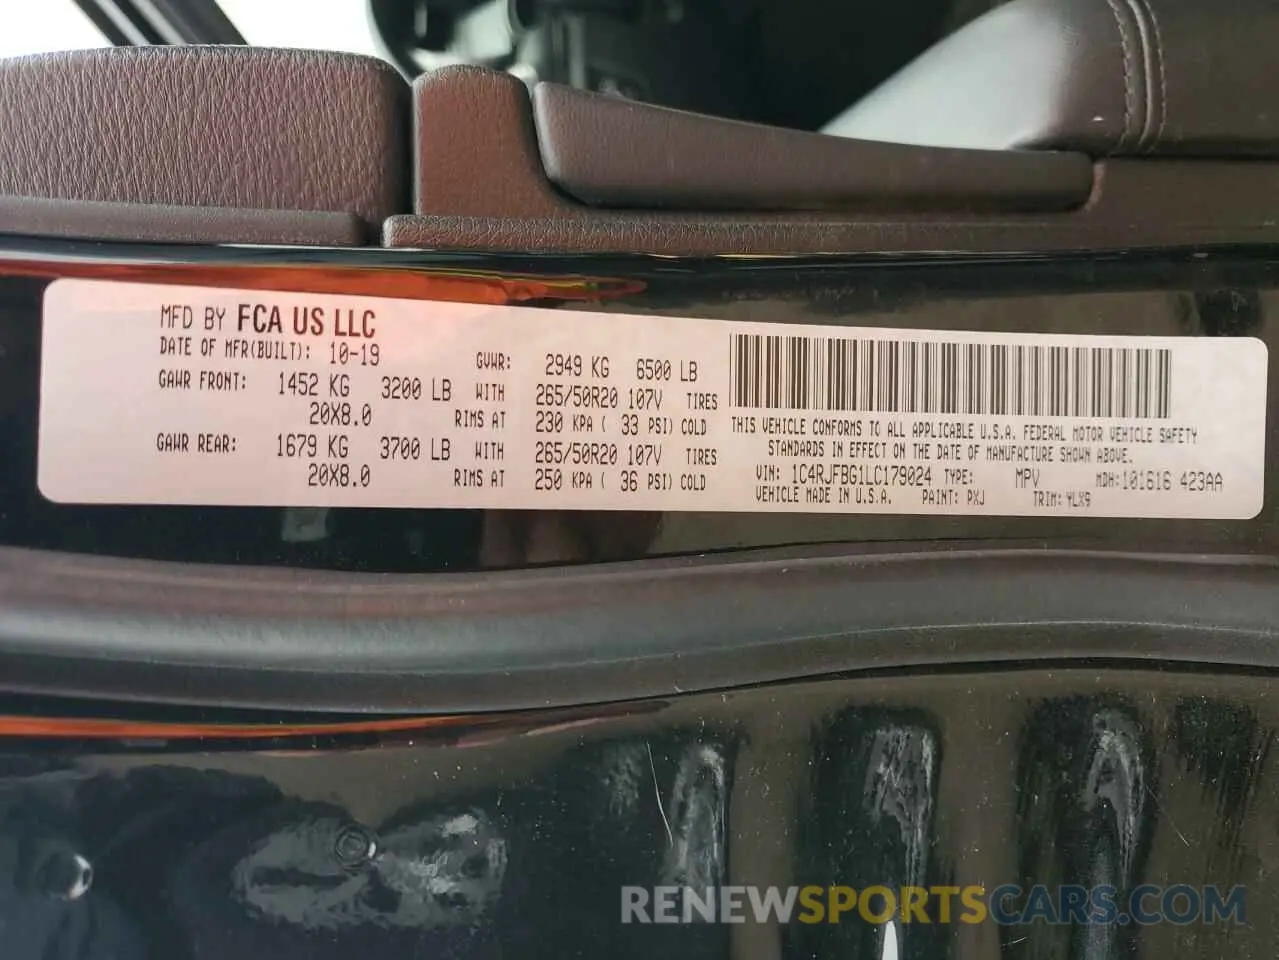 MFD BY FCA US LLC
DATE OF MFR(BUILT): 10-19 GVWR: 2949 KG 6500 LB
GAWR FRONT: 1452 KG 3200 LB WITH 265/50R20 107V TIRES
20X8.0 RIMS AT 230 KPA ( 33 PSI) COLD
GAWR REAR: 1679 KG 3700 LB WITH 265/50R20 107V TIRES
20X8.0 RIMS AT 250 KPA ( 36 PSI) COLD
THIS VEHICLE CONFORMS TO ALL APPLICABLE U.S.A. FEDERAL MOTOR VEHICLE SAFETY
STANDARDS IN EFFECT ON THE DATE OF MANUFACTURE SHOWN ABOVE.
VIN: 1C4RJFBG1LC179024 TYPE: MPV MDH:101616 423AA
VEHICLE MADE IN U.S.A. PAINT: PXJ TRIM: YLX9
RENEWSPORTSCARS.COM